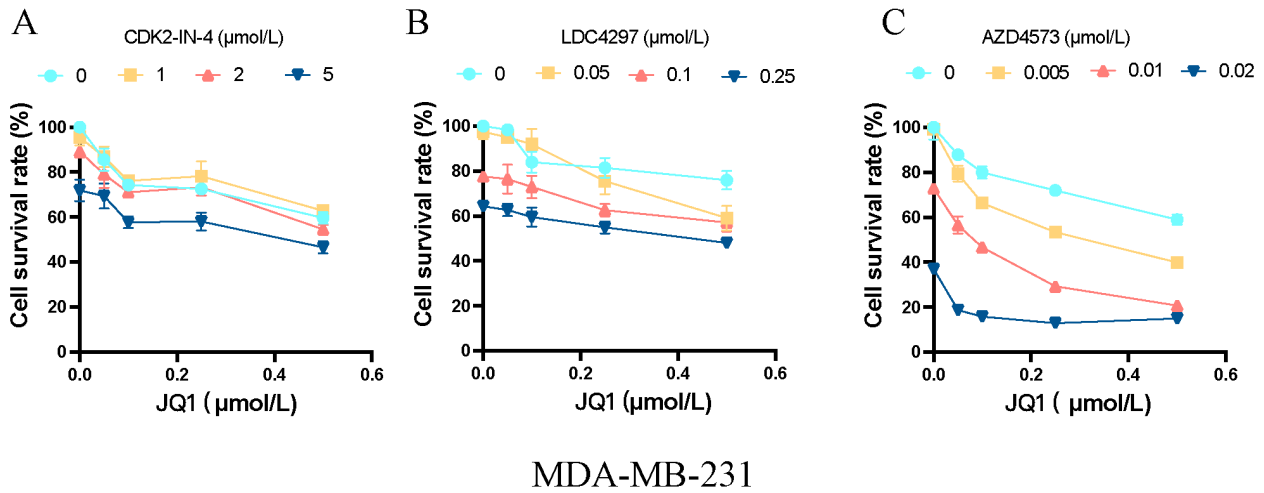 A
CDK2-IN-4 (μmol/L)
0 1 2 5
Cell survival rate (%)
100
80
60
40
20
0
0.0 0.2 0.4 0.6
JQ1 ( μmol/L)
B
LDC4297 (μmol/L)
0 0.05 0.1 0.25
Cell survival rate (%)
100
80
60
40
20
0
0.0 0.2 0.4 0.6
JQ1 (μmol/L)
C
AZD4573 (μmol/L)
0 0.005 0.01 0.02
Cell survival rate (%)
100
80
60
40
20
0
0.0 0.2 0.4 0.6
JQ1 ( μmol/L)
MDA-MB-231